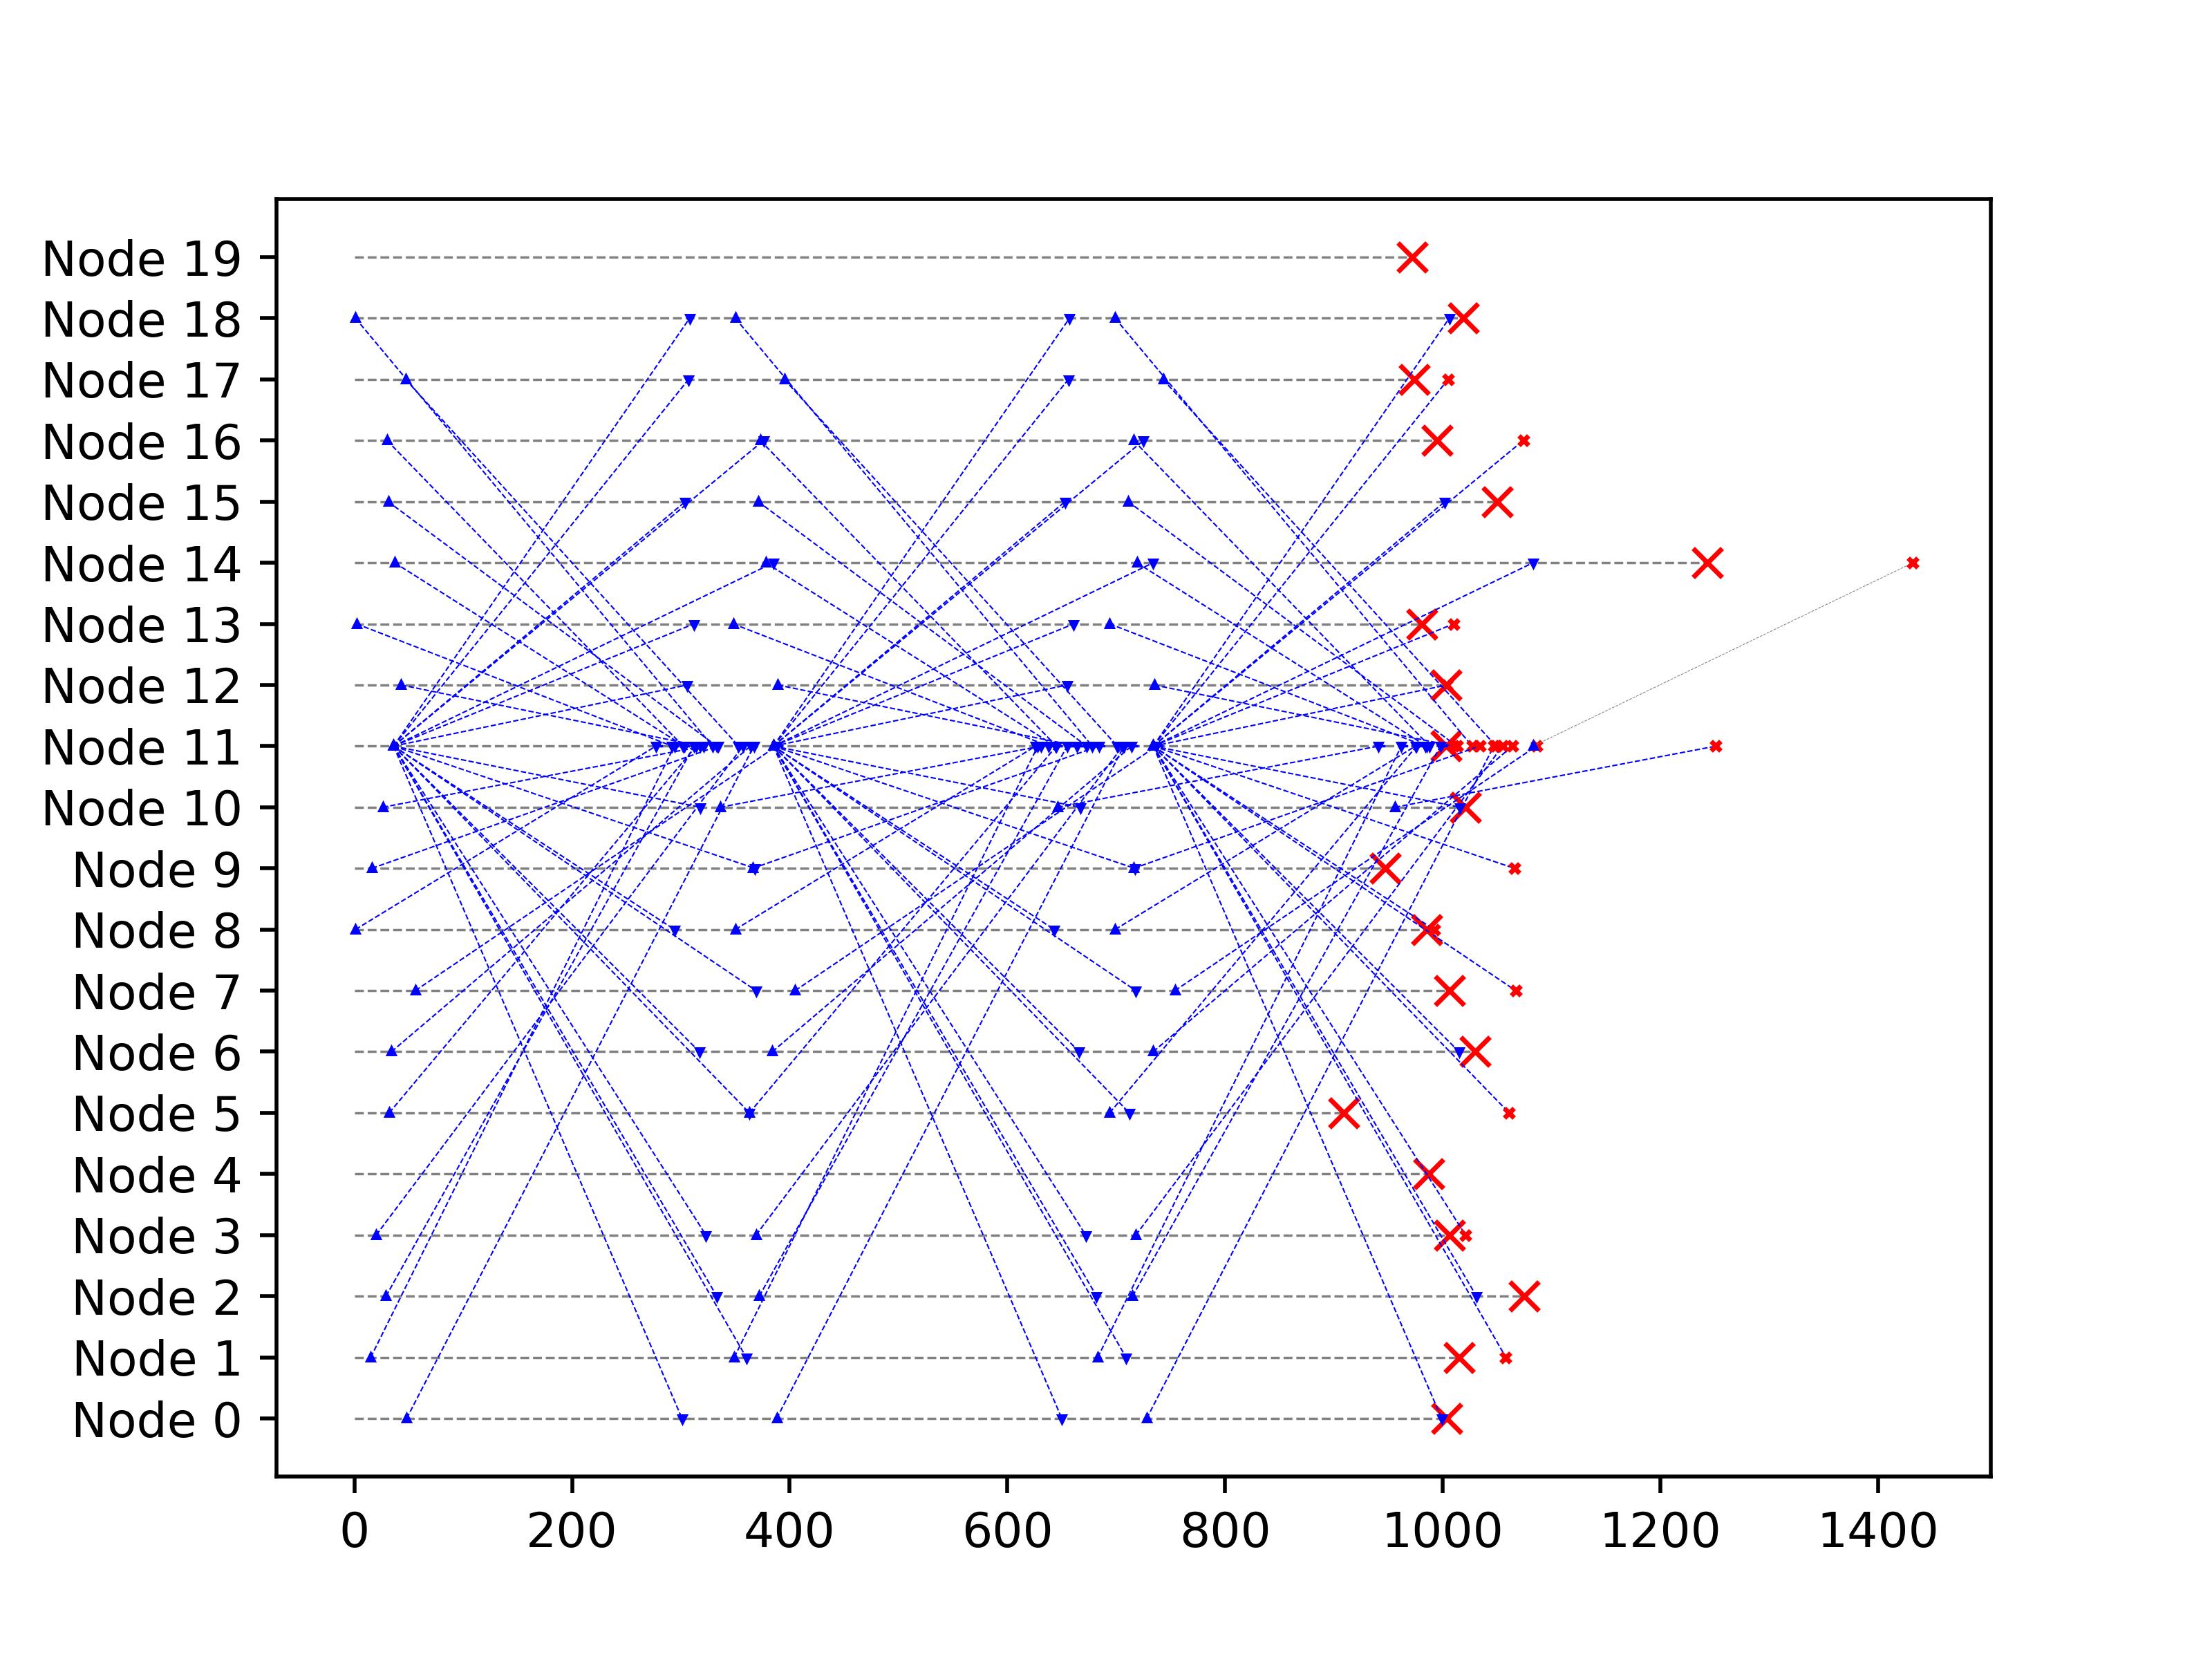 Node 19
Node 18
Node 17
Node 16
Node 15
Node 14
Node 13
Node 12
Node 11
Node 10
Node 9
Node 8
Node 7
Node 6
Node 5
Node 4
Node 3
Node 2
Node 1
Node 0
0 200 400 600 800 1000 1200 1400